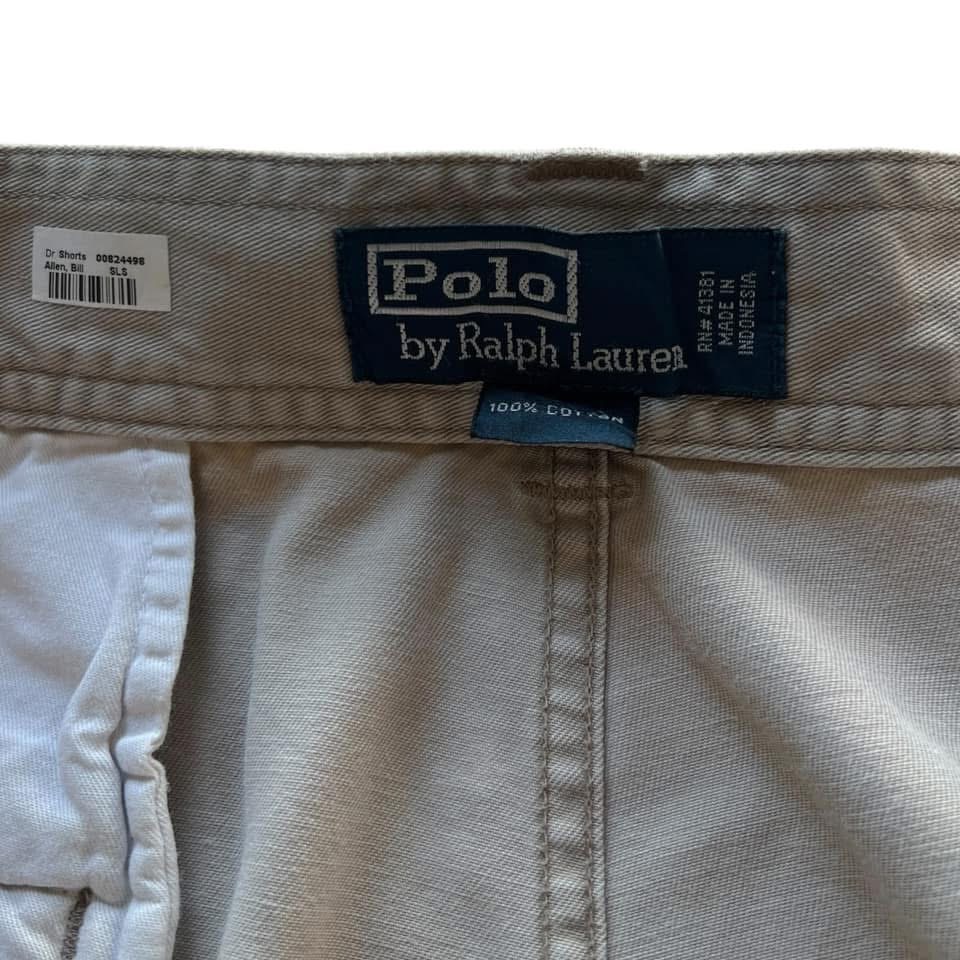 Dr Shorts 00824498
Allen, Bill SLS
Polo
by Ralph Lauren
RN# 41381
MADE IN
INDONESIA
100% COTTON